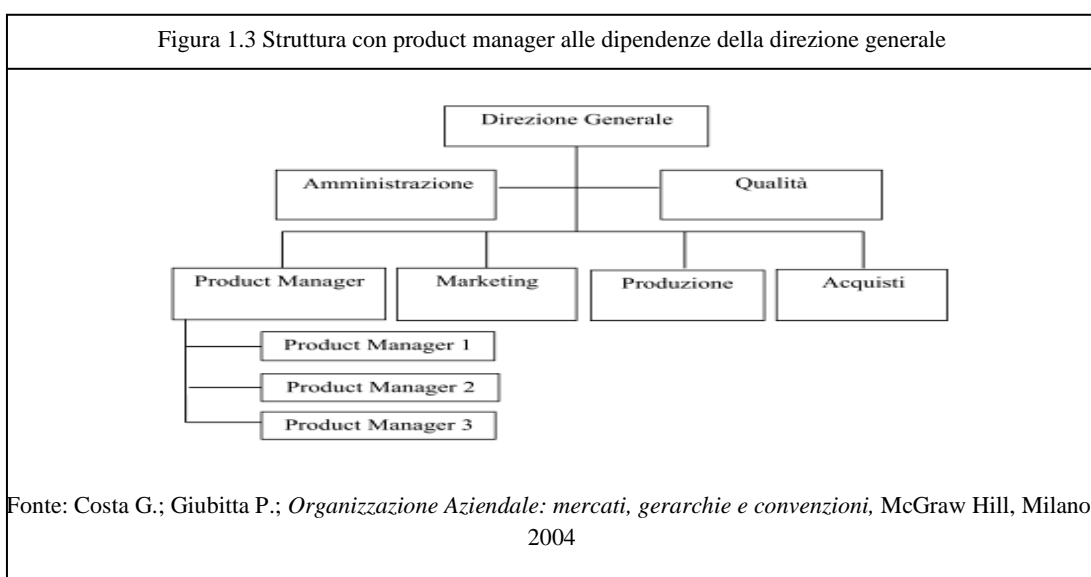 Figura 1.3 Struttura con product manager alle dipendenze della direzione generale
Direzione Generale
Amministrazione
Qualità
Product Manager
Marketing
Produzione
Acquisti
Product Manager 1
Product Manager 2
Product Manager 3
Fonte: Costa G.; Giubitta P.; Organizzazione Aziendale: mercati, gerarchie e convenzioni, McGraw Hill, Milano
2004